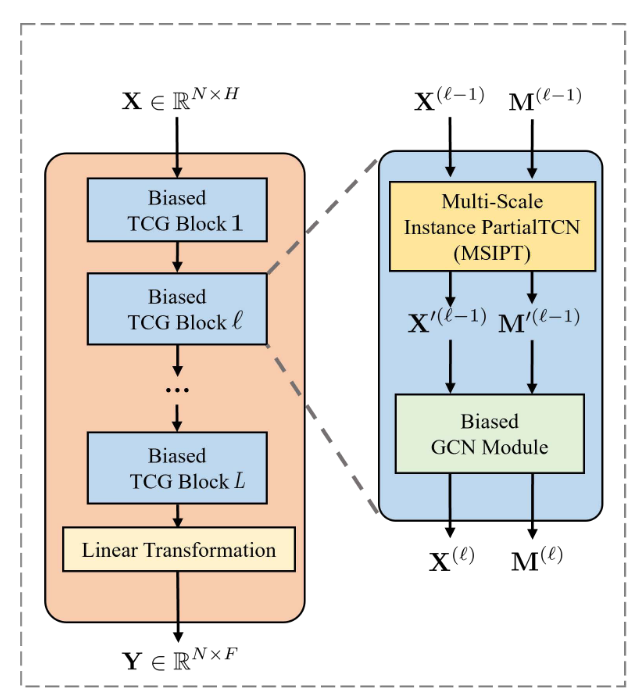 X ∈ ℝ^{N×H}
Biased
TCG Block 1
Biased
TCG Block ℓ
...
Biased
TCG Block L
Linear Transformation
Y ∈ ℝ^{N×F}
X^{(ℓ−1)} M^{(ℓ−1)}
Multi-Scale
Instance PartialTCN
(MSIPT)
X′^{(ℓ−1)} M′^{(ℓ−1)}
Biased
GCN Module
X^{(ℓ)} M^{(ℓ)}